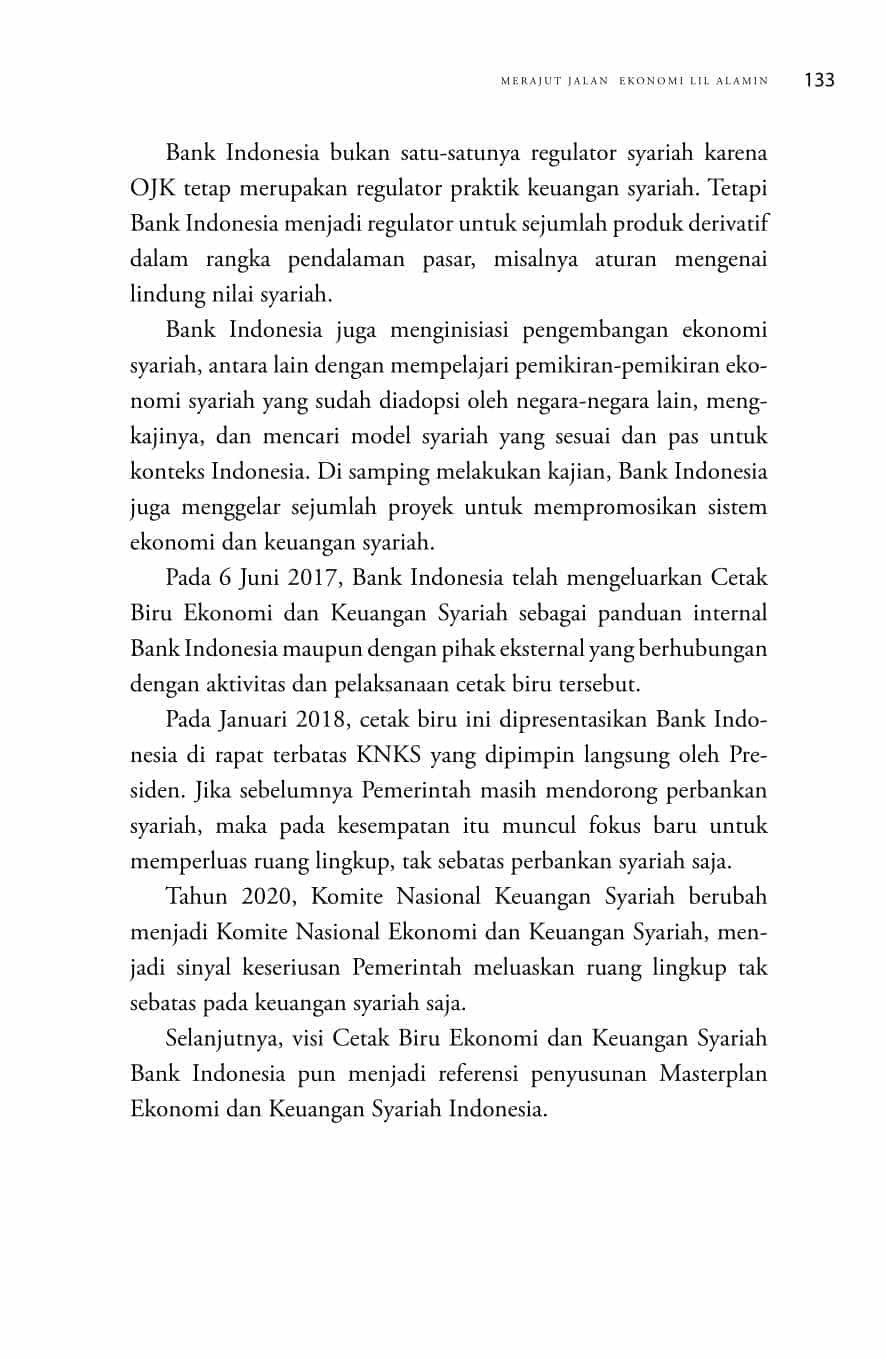 MERAJUT JALAN EKONOMI LIL ALAMIN 133
Bank Indonesia bukan satu-satunya regulator syariah karena
OJK tetap merupakan regulator praktik keuangan syariah. Tetapi
Bank Indonesia menjadi regulator untuk sejumlah produk derivatif
dalam rangka pendalaman pasar, misalnya aturan mengenai
lindung nilai syariah.
Bank Indonesia juga menginisiasi pengembangan ekonomi
syariah, antara lain dengan mempelajari pemikiran-pemikiran eko-
nomi syariah yang sudah diadopsi oleh negara-negara lain, meng-
kajinya, dan mencari model syariah yang sesuai dan pas untuk
konteks Indonesia. Di samping melakukan kajian, Bank Indonesia
juga menggelar sejumlah proyek untuk mempromosikan sistem
ekonomi dan keuangan syariah.
Pada 6 Juni 2017, Bank Indonesia telah mengeluarkan Cetak
Biru Ekonomi dan Keuangan Syariah sebagai panduan internal
Bank Indonesia maupun dengan pihak eksternal yang berhubungan
dengan aktivitas dan pelaksanaan cetak biru tersebut.
Pada Januari 2018, cetak biru ini dipresentasikan Bank Indo-
nesia di rapat terbatas KNKS yang dipimpin langsung oleh Pre-
siden. Jika sebelumnya Pemerintah masih mendorong perbankan
syariah, maka pada kesempatan itu muncul fokus baru untuk
memperluas ruang lingkup, tak sebatas perbankan syariah saja.
Tahun 2020, Komite Nasional Keuangan Syariah berubah
menjadi Komite Nasional Ekonomi dan Keuangan Syariah, men-
jadi sinyal keseriusan Pemerintah meluaskan ruang lingkup tak
sebatas pada keuangan syariah saja.
Selanjutnya, visi Cetak Biru Ekonomi dan Keuangan Syariah
Bank Indonesia pun menjadi referensi penyusunan Masterplan
Ekonomi dan Keuangan Syariah Indonesia.